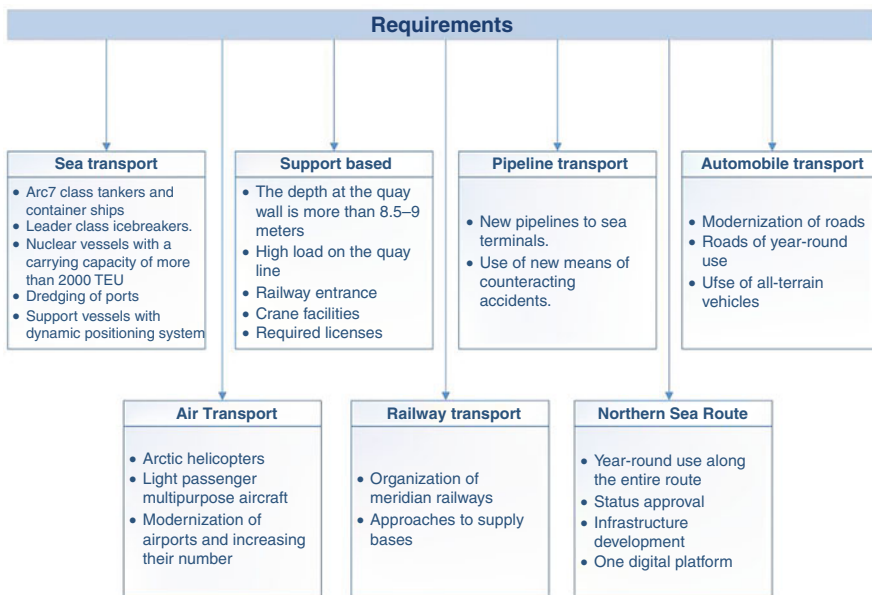 Requirements
Sea transport
• Arc7 class tankers and
container ships
• Leader class icebreakers.
• Nuclear vessels with a
carrying capacity of more
than 2000 TEU
• Dredging of ports
• Support vessels with
dynamic positioning system
Support based
• The depth at the quay
wall is more than 8.5–9
meters
• High load on the quay
line
• Railway entrance
• Crane facilities
• Required licenses
Pipeline transport
• New pipelines to sea
terminals.
• Use of new means of
counteracting
accidents.
Automobile transport
• Modernization of roads
• Roads of year-round
use
• Ufse of all-terrain
vehicles
Air Transport
• Arctic helicopters
• Light passenger
multipurpose aircraft
• Modernization of
airports and increasing
their number
Railway transport
• Organization of
meridian railways
• Approaches to supply
bases
Northern Sea Route
• Year-round use along
the entire route
• Status approval
• Infrastructure
development
• One digital platform